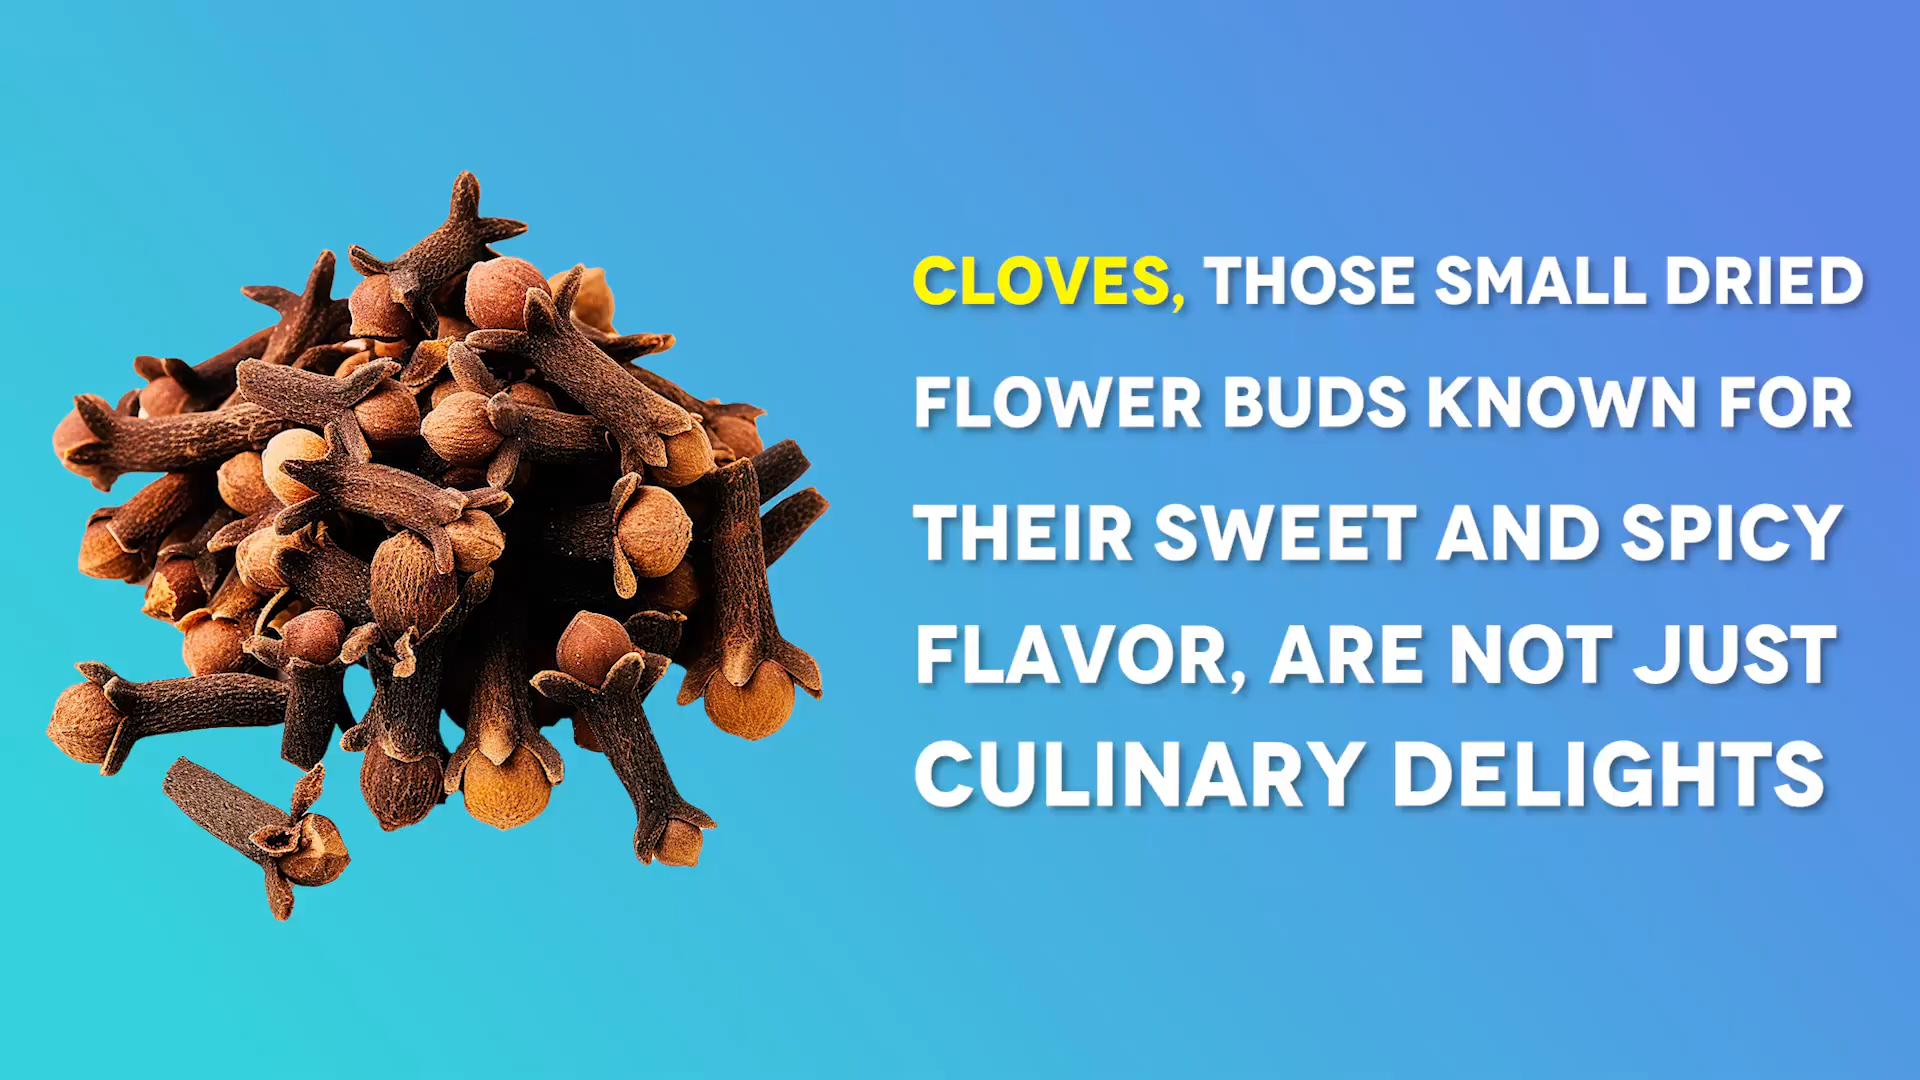 CLOVES, THOSE SMALL DRIED
FLOWER BUDS KNOWN FOR
THEIR SWEET AND SPICY
FLAVOR, ARE NOT JUST
CULINARY DELIGHTS